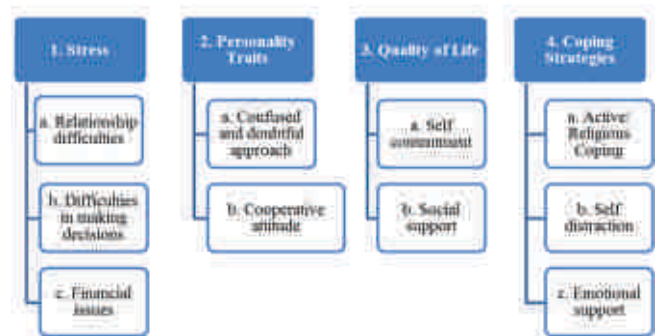 1. Stress
a. Relationship
difficulties
b. Difficulties
in making
decisions
c. Financial
issues
2. Personality
Traits
a. Confused
and doubtful
approach
b. Cooperative
attitude
3. Quality of Life
a. Self
b. Social
support
4. Coping
Strategies
a. Active/
Religious
Coping
b. Self
distraction
c. Emotional
support